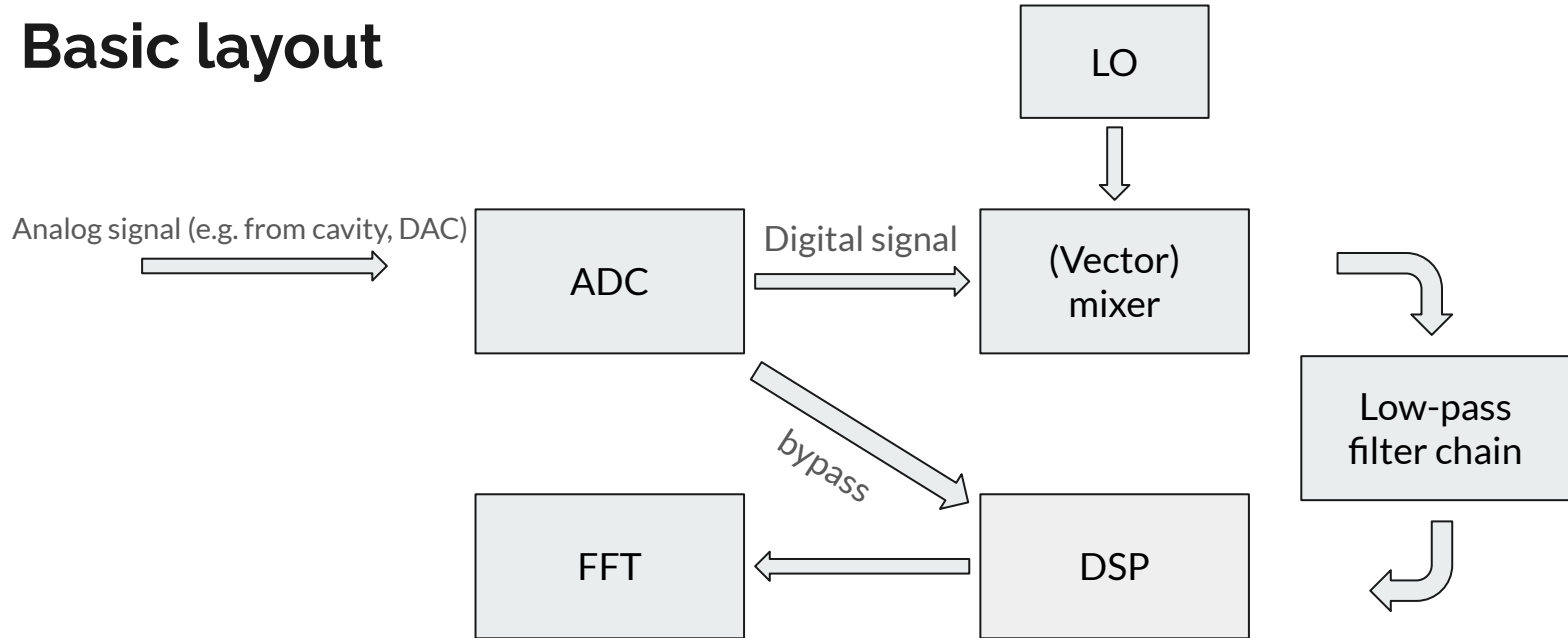 Basic layout
LO
Analog signal (e.g. from cavity, DAC)
ADC
Digital signal
(Vector)
mixer
Low-pass
filter chain
bypass
FFT
DSP